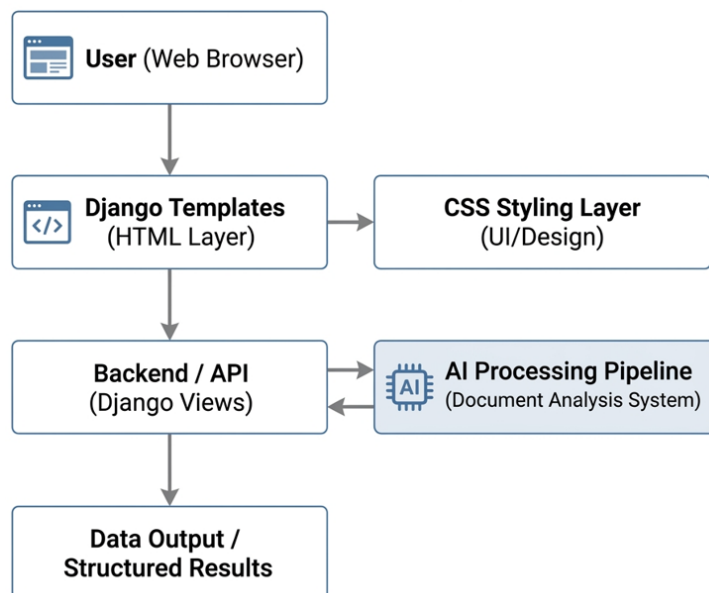 User (Web Browser)
</>
Django Templates
(HTML Layer)
CSS Styling Layer
(UI/Design)
Backend / API
(Django Views)
AI
AI Processing Pipeline
(Document Analysis System)
Data Output /
Structured Results